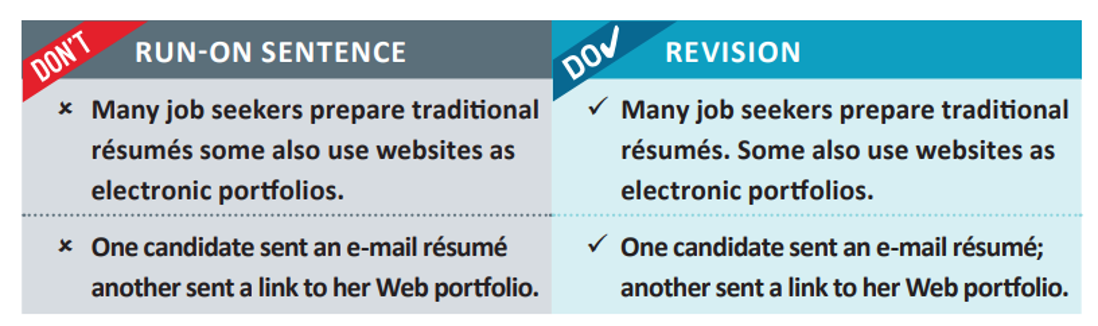 DON'T RUN-ON SENTENCE
✗ Many job seekers prepare traditional
résumés some also use websites as
electronic portfolios.
✗ One candidate sent an e-mail résumé
another sent a link to her Web portfolio.
DO✓ REVISION
✓ Many job seekers prepare traditional
résumés. Some also use websites as
electronic portfolios.
✓ One candidate sent an e-mail résumé;
another sent a link to her Web portfolio.